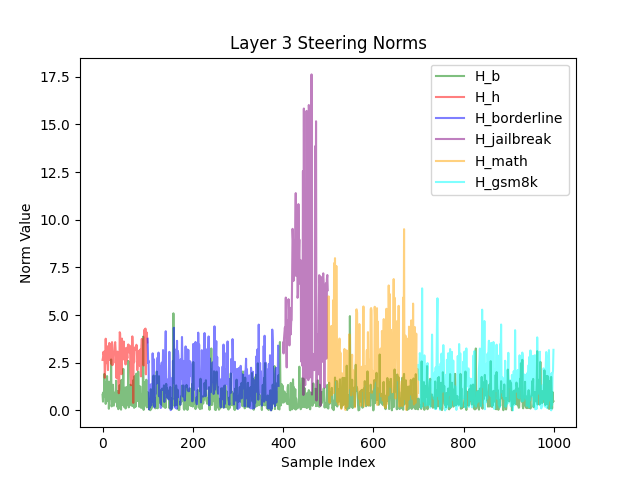 Layer 3 Steering Norms
Norm Value
17.5
15.0
12.5
10.0
7.5
5.0
2.5
0.0
H_b
H_h
H_borderline
H_jailbreak
H_math
H_gsm8k
0
200
400
600
800
1000
Sample Index